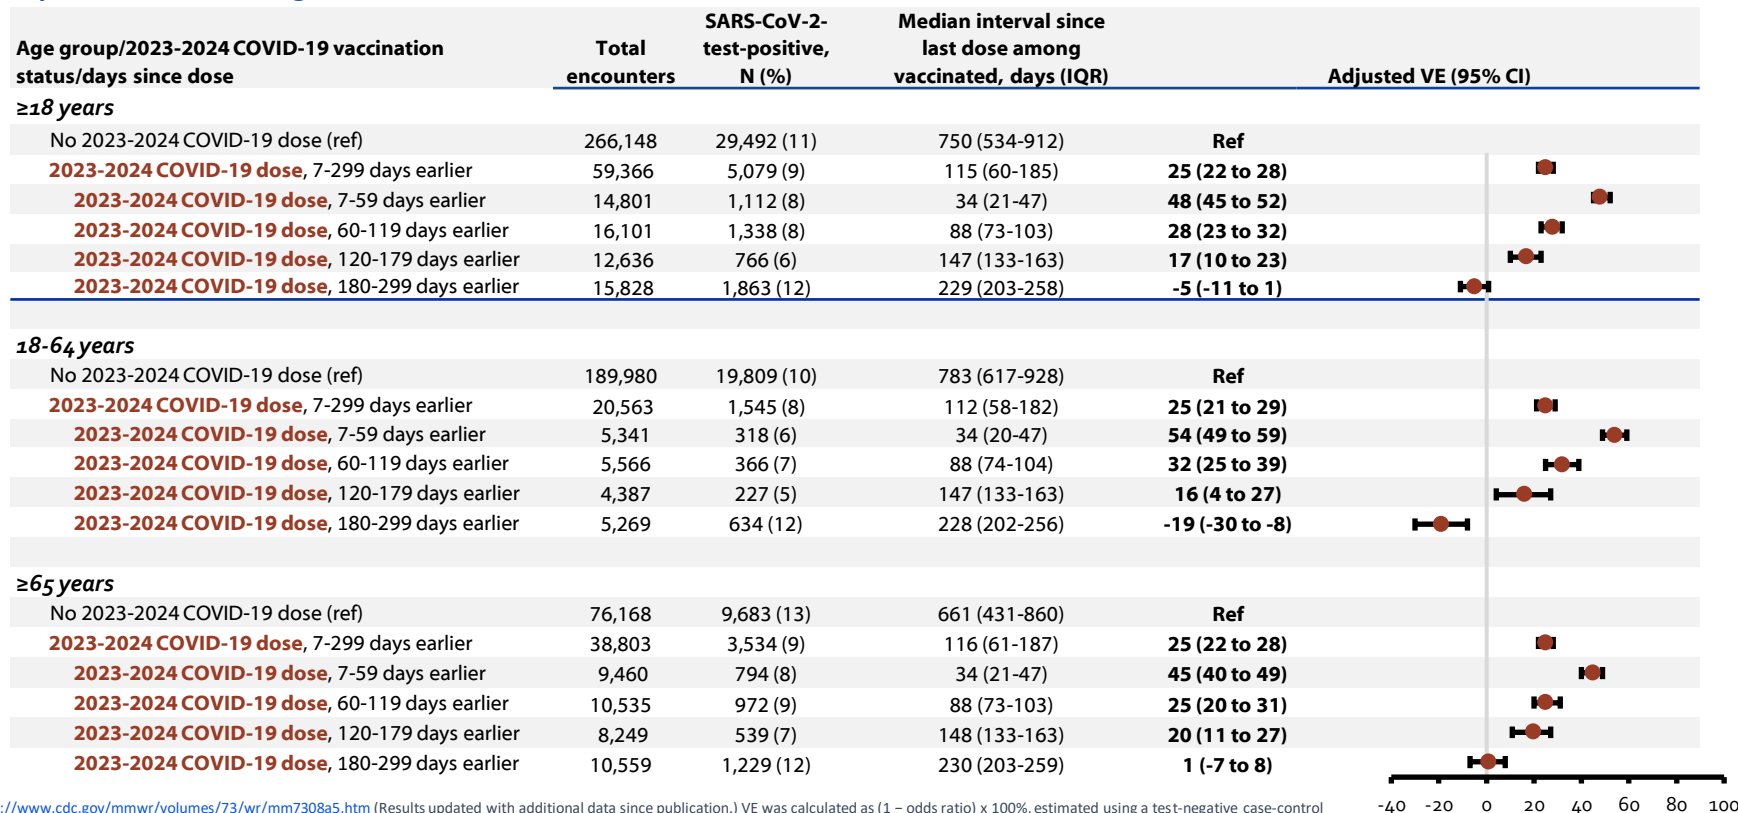 SARS-CoV-2- Median interval since
Age group/2023-2024 COVID-19 vaccination Total test-positive, last dose among
status/days since dose encounters N (%) vaccinated, days (IQR) Adjusted VE (95% CI)
≥18 years
No 2023-2024 COVID-19 dose (ref) 266,148 29,492 (11) 750 (534-912) Ref
2023-2024 COVID-19 dose, 7-299 days earlier 59,366 5,079 (9) 115 (60-185) 25 (22 to 28)
2023-2024 COVID-19 dose, 7-59 days earlier 14,801 1,112 (8) 34 (21-47) 48 (45 to 52)
2023-2024 COVID-19 dose, 60-119 days earlier 16,101 1,338 (8) 88 (73-103) 28 (23 to 32)
2023-2024 COVID-19 dose, 120-179 days earlier 12,636 766 (6) 147 (133-163) 17 (10 to 23)
2023-2024 COVID-19 dose, 180-299 days earlier 15,828 1,863 (12) 229 (203-258) -5 (-11 to 1)
18-64 years
No 2023-2024 COVID-19 dose (ref) 189,980 19,809 (10) 783 (617-928) Ref
2023-2024 COVID-19 dose, 7-299 days earlier 20,563 1,545 (8) 112 (58-182) 25 (21 to 29)
2023-2024 COVID-19 dose, 7-59 days earlier 5,341 318 (6) 34 (20-47) 54 (49 to 59)
2023-2024 COVID-19 dose, 60-119 days earlier 5,566 366 (7) 88 (74-104) 32 (25 to 39)
2023-2024 COVID-19 dose, 120-179 days earlier 4,387 227 (5) 147 (133-163) 16 (4 to 27)
2023-2024 COVID-19 dose, 180-299 days earlier 5,269 634 (12) 228 (202-256) -19 (-30 to -8)
≥65 years
No 2023-2024 COVID-19 dose (ref) 76,168 9,683 (13) 661 (431-860) Ref
2023-2024 COVID-19 dose, 7-299 days earlier 38,803 3,534 (9) 116 (61-187) 25 (22 to 28)
2023-2024 COVID-19 dose, 7-59 days earlier 9,460 794 (8) 34 (21-47) 45 (40 to 49)
2023-2024 COVID-19 dose, 60-119 days earlier 10,535 972 (9) 88 (73-103) 25 (20 to 31)
2023-2024 COVID-19 dose, 120-179 days earlier 8,249 539 (7) 148 (133-163) 20 (11 to 27)
2023-2024 COVID-19 dose, 180-299 days earlier 10,559 1,229 (12) 230 (203-259) 1 (-7 to 8)
-40 -20 0 20 40 60 80 100
://www.cdc.gov/mmwr/volumes/73/wr/mm7308a5.htm (Results updated with additional data since publication.) VE was calculated as (1 – odds ratio) x 100%, estimated using a test-negative case-control